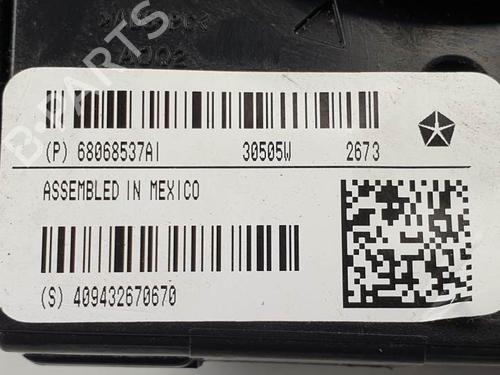 (P) 68068537AI 30505W 2673
ASSEMBLED IN MEXICO
(S) 409432670670
B-PARTS